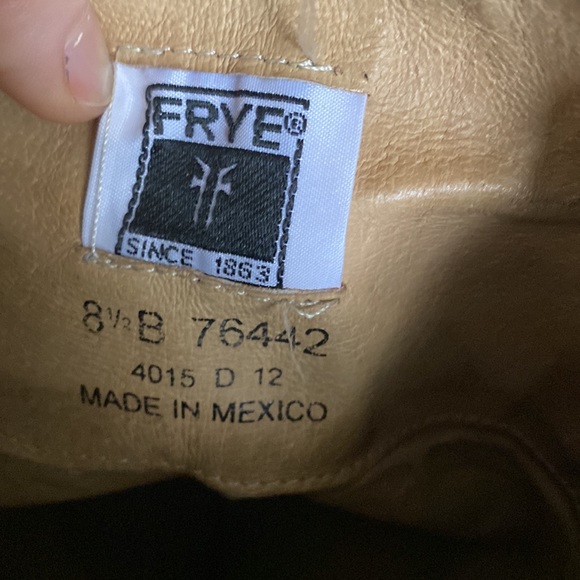 FRYE®
SINCE 1863
8½B 76442
4015 D 12
MADE IN MEXICO